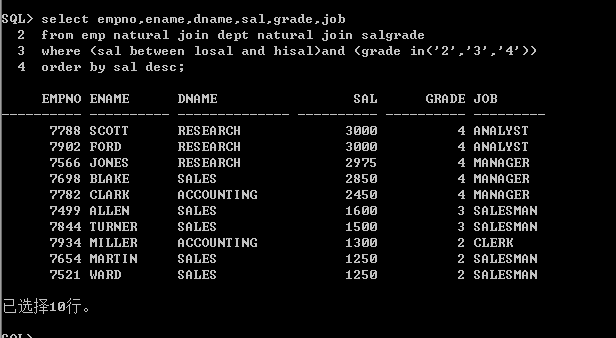 SQL> select empno,ename,dname,sal,grade,job
2 from emp natural join dept natural join salgrade
3 where (sal between losal and hisal)and (grade in('2','3','4'))
4 order by sal desc;
EMPNO ENAME DNAME SAL GRADE JOB
---------- ---------- -------------- ---------- ---------- ---------
7788 SCOTT RESEARCH 3000 4 ANALYST
7902 FORD RESEARCH 3000 4 ANALYST
7566 JONES RESEARCH 2975 4 MANAGER
7698 BLAKE SALES 2850 4 MANAGER
7782 CLARK ACCOUNTING 2450 4 MANAGER
7499 ALLEN SALES 1600 3 SALESMAN
7844 TURNER SALES 1500 3 SALESMAN
7934 MILLER ACCOUNTING 1300 2 CLERK
7654 MARTIN SALES 1250 2 SALESMAN
7521 WARD SALES 1250 2 SALESMAN
已选择10行。
SQL>